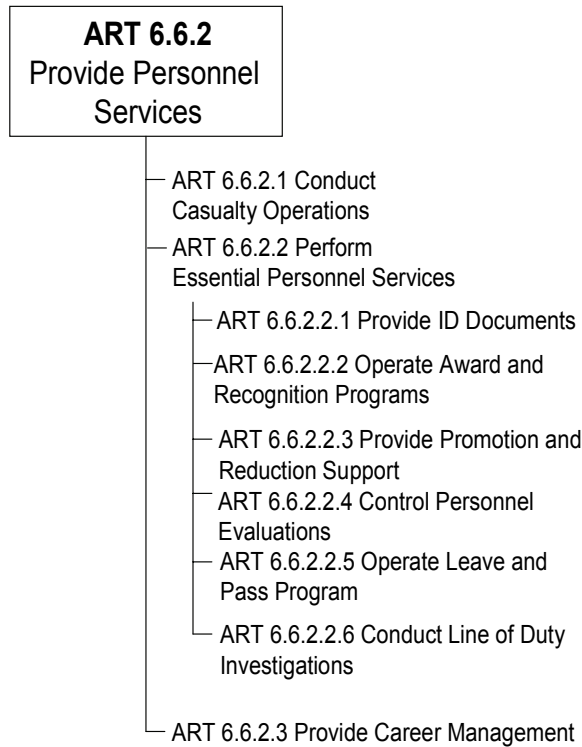 ART 6.6.2
Provide Personnel
Services
ART 6.6.2.1 Conduct
Casualty Operations
ART 6.6.2.2 Perform
Essential Personnel Services
ART 6.6.2.2.1 Provide ID Documents
ART 6.6.2.2.2 Operate Award and
Recognition Programs
ART 6.6.2.2.3 Provide Promotion and
Reduction Support
ART 6.6.2.2.4 Control Personnel
Evaluations
ART 6.6.2.2.5 Operate Leave and
Pass Program
ART 6.6.2.2.6 Conduct Line of Duty
Investigations
ART 6.6.2.3 Provide Career Management